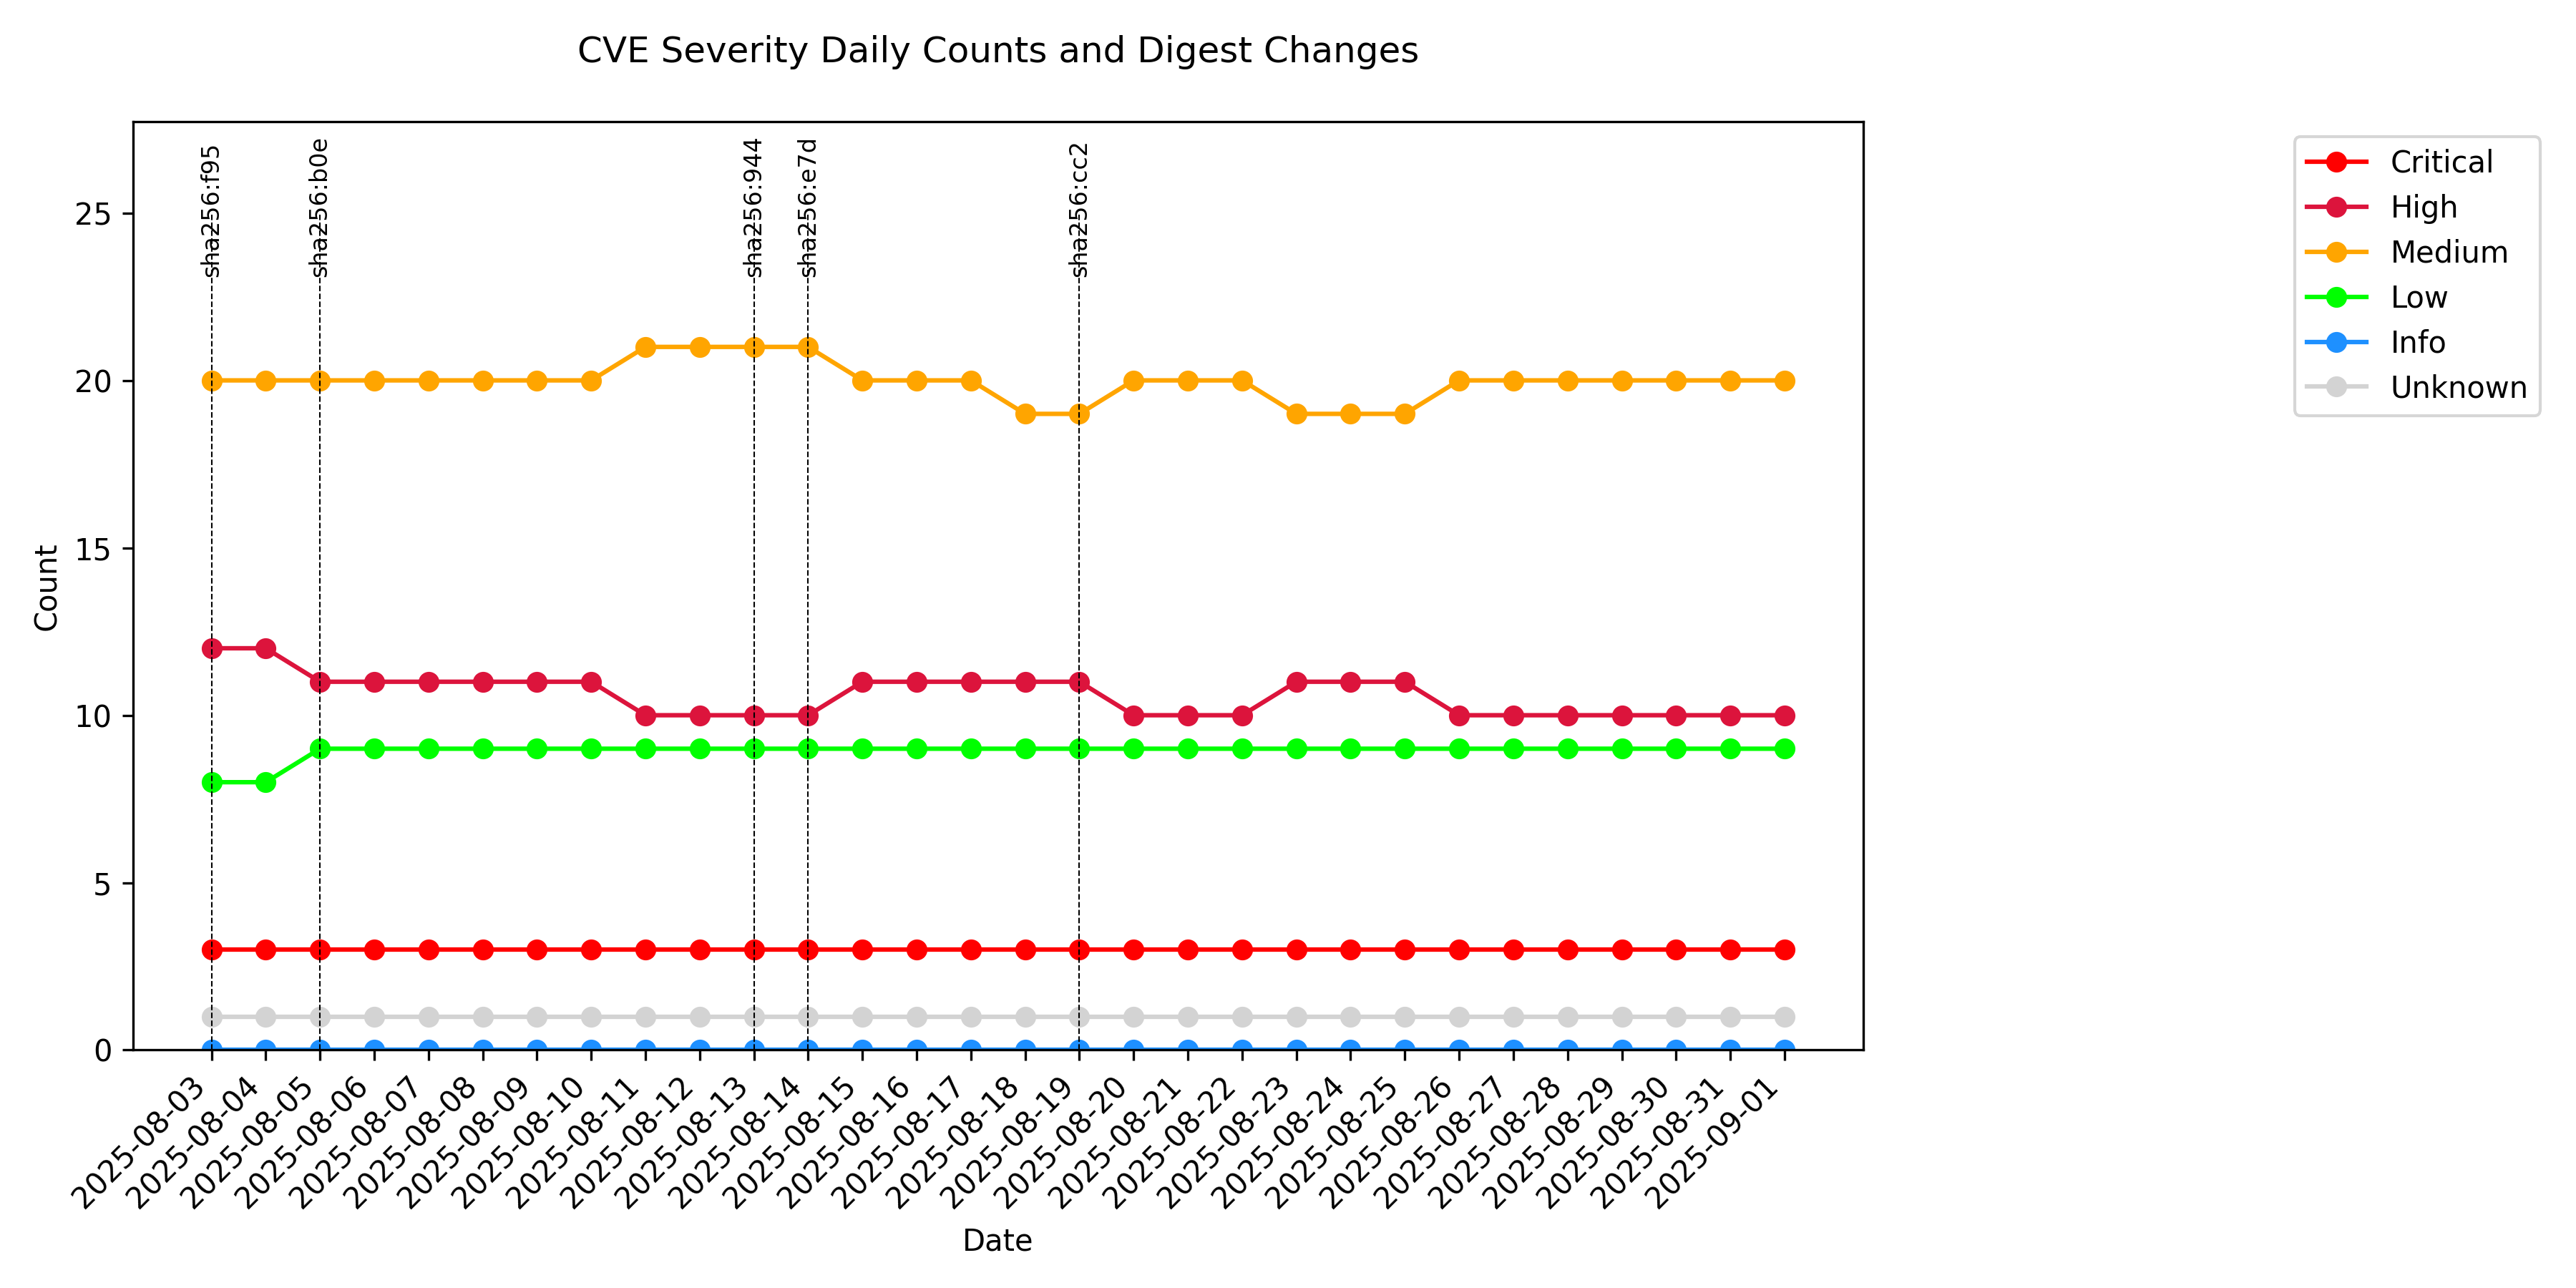 CVE Severity Daily Counts and Digest Changes
sha256:f95
sha256:b0e
sha256:944
sha256:e7d
sha256:cc2
Critical
High
Medium
Low
Info
Unknown
Count
25
20
15
10
5
0
2025-08-03
2025-08-04
2025-08-05
2025-08-06
2025-08-07
2025-08-08
2025-08-09
2025-08-10
2025-08-11
2025-08-12
2025-08-13
2025-08-14
2025-08-15
2025-08-16
2025-08-17
2025-08-18
2025-08-19
2025-08-20
2025-08-21
2025-08-22
2025-08-23
2025-08-24
2025-08-25
2025-08-26
2025-08-27
2025-08-28
2025-08-29
2025-08-30
2025-08-31
2025-09-01
Date